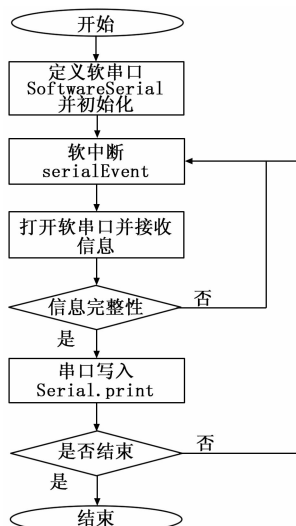 开始
定义软串口
SoftwareSerial
并初始化
软中断
serialEvent
打开软串口并接收
信息
信息完整性
否
是
串口写入
Serial.print
是否结束
否
是
结束